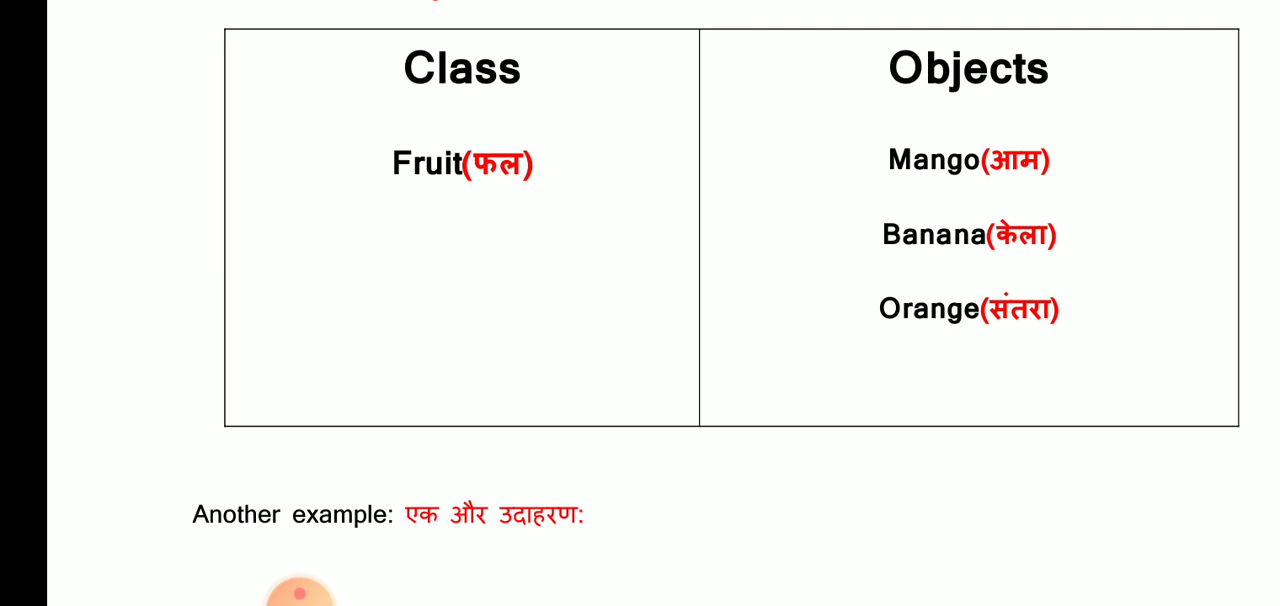 Class
Objects
Fruit(फल)
Mango(आम)
Banana(केला)
Orange(संतरा)
Another example: एक और उदाहरण: